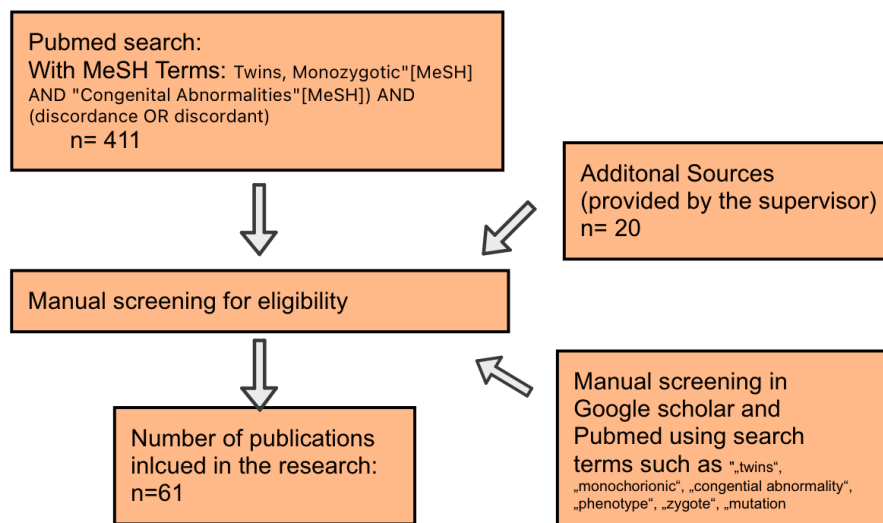 Pubmed search:
With MeSH Terms: Twins, Monozygotic"[MeSH]
AND "Congenital Abnormalities"[MeSH]) AND
(discordance OR discordant)
n= 411
Additonal Sources
(provided by the supervisor)
n= 20
Manual screening for eligibility
Manual screening in
Google scholar and
Pubmed using search
terms such as "„twins“,
„monochorionic“, „congential abnormality“,
„phenotype“, „zygote“, „mutation
Number of publications
inlcued in the research:
n=61